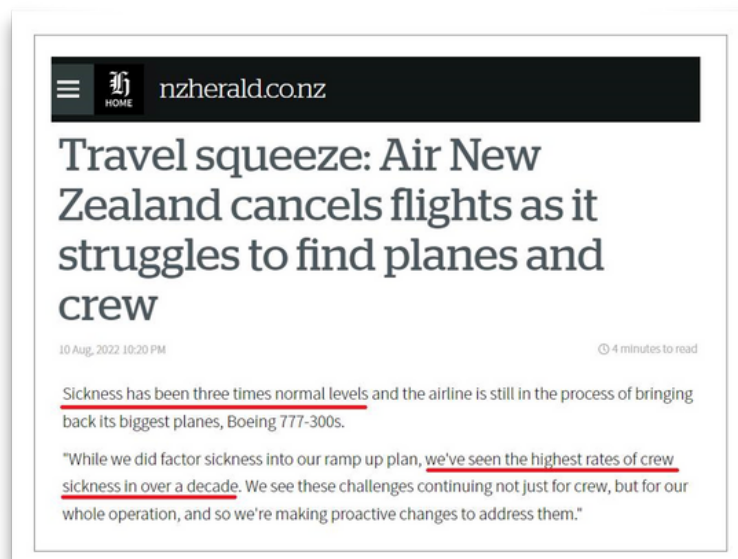 nzherald.co.nz
HOME
Travel squeeze: Air New
Zealand cancels flights as it
struggles to find planes and
crew
10 Aug, 2022 10:20 PM
4 minutes to read
Sickness has been three times normal levels and the airline is still in the process of bringing
back its biggest planes, Boeing 777-300s.
"While we did factor sickness into our ramp up plan, we've seen the highest rates of crew
sickness in over a decade. We see these challenges continuing not just for crew, but for our
whole operation, and so we're making proactive changes to address them."